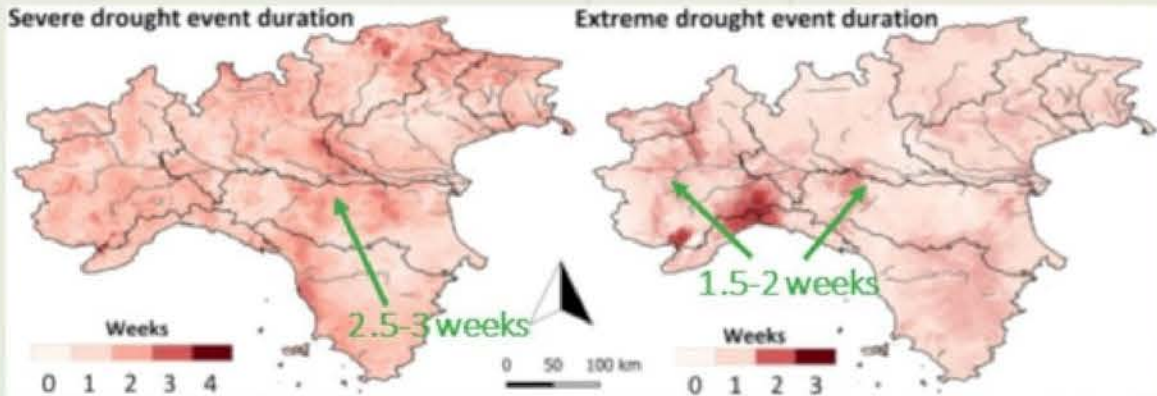 Severe drought event duration
Extreme drought event duration
2.5-3 weeks
1.5-2 weeks
Weeks
0 1 2 3 4
0 50 100 km
Weeks
0 1 2 3